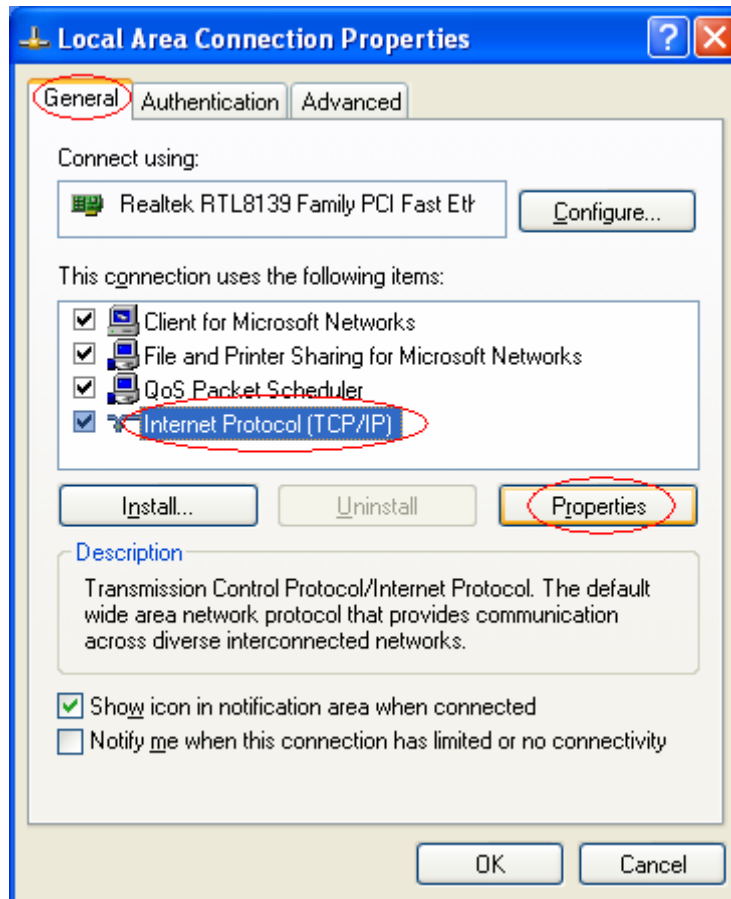 Local Area Connection Properties
General Authentication Advanced
Connect using:
Realtek RTL8139 Family PCI Fast Eth
Configure...
This connection uses the following items:
Client for Microsoft Networks
File and Printer Sharing for Microsoft Networks
QoS Packet Scheduler
Internet Protocol (TCP/IP)
Install... Uninstall Properties
Description
Transmission Control Protocol/Internet Protocol. The default
wide area network protocol that provides communication
across diverse interconnected networks.
Show icon in notification area when connected
Notify me when this connection has limited or no connectivity
OK Cancel